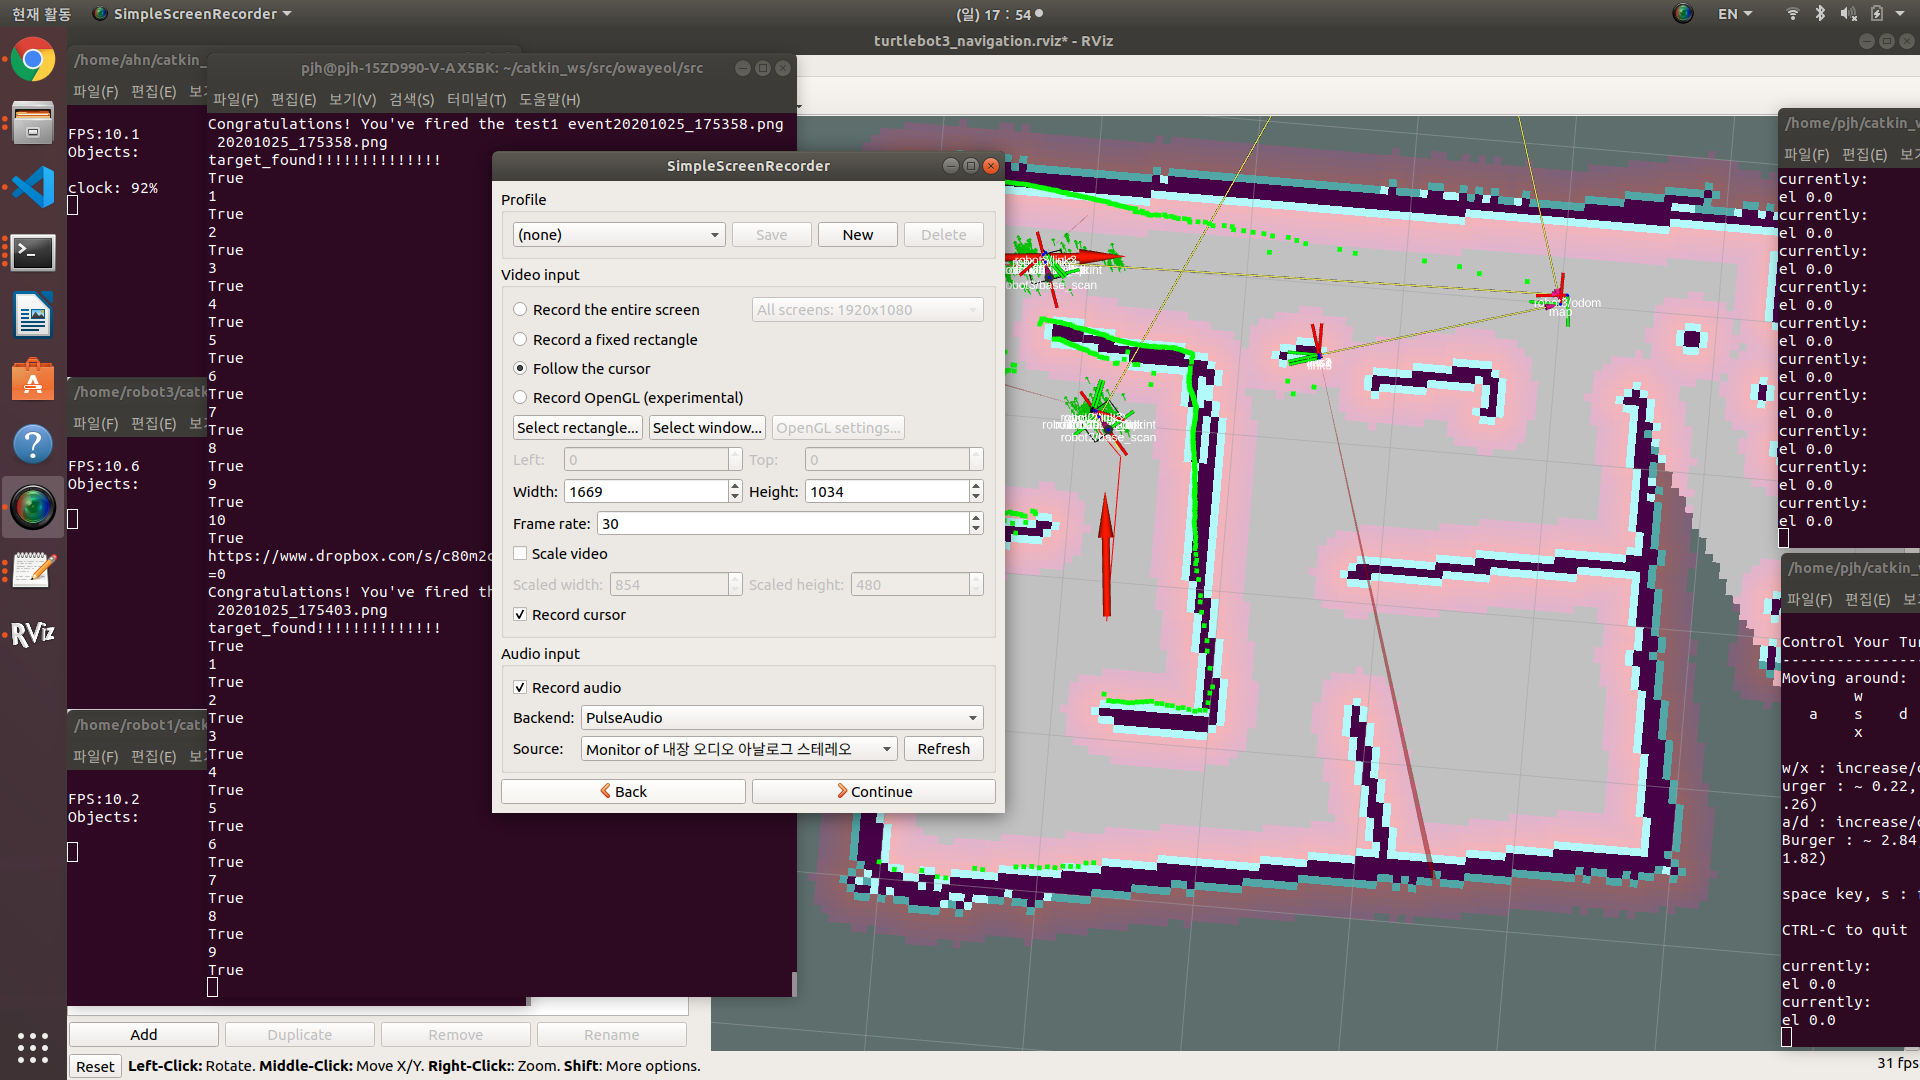 현재 활동
SimpleScreenRecorder
(일) 17 : 54
EN
turtlebot3_navigation.rviz* - RViz
/home/ahn/catkin_
파일(F) 편집(E) 보기
FPS:10.1
Objects:
clock: 92%
/home/robot3/catk
파일(F) 편집(E) 보기
FPS:10.6
Objects:
/home/robot1/catk
파일(F) 편집(E) 보기
FPS:10.2
Objects:
pjh@pjh-15ZD990-V-AX5BK: ~/catkin_ws/src/owayeol/src
파일(F) 편집(E) 보기(V) 검색(S) 터미널(T) 도움말(H)
Congratulations! You've fired the test1 event20201025_175358.png
20201025_175358.png
target_found!!!!!!!!!!!!!!
True
1
True
2
True
3
True
4
True
5
True
6
True
7
True
8
True
9
True
10
True
https://www.dropbox.com/s/c80m2c
=0
Congratulations! You've fired th
20201025_175403.png
target_found!!!!!!!!!!!!!!
True
1
True
2
True
3
True
4
True
5
True
6
True
7
True
8
True
9
True
SimpleScreenRecorder
Profile
(none)
Save
New
Delete
Video input
Record the entire screen
All screens: 1920x1080
Record a fixed rectangle
Follow the cursor
Record OpenGL (experimental)
Select rectangle...
Select window...
OpenGL settings...
Left: 0 Top: 0
Width: 1669 Height: 1034
Frame rate: 30
Scale video
Scaled width: 854 Scaled height: 480
Record cursor
Audio input
Record audio
Backend: PulseAudio
Source: Monitor of 내장 오디오 아날로그 스테레오
Refresh
Back
Continue
robot3/base_scan
robot2/base_scan
map
/home/pjh/catkin_w
파일(F) 편집(E) 보기
currently:
el 0.0
currently:
el 0.0
currently:
el 0.0
currently:
el 0.0
currently:
el 0.0
currently:
el 0.0
currently:
el 0.0
currently:
el 0.0
currently:
el 0.0
currently:
el 0.0
/home/pjh/catkin_w
파일(F) 편집(E) 보기
Control Your Tur
----------------
Moving around:
w
a s d
x
w/x : increase/d
urger : ~ 0.22,
.26)
a/d : increase/d
Burger : ~ 2.84,
1.82)
space key, s : f
CTRL-C to quit
currently:
el 0.0
currently:
el 0.0
RViz
Add
Duplicate
Remove
Rename
Reset
Left-Click: Rotate. Middle-Click: Move X/Y. Right-Click:: Zoom. Shift: More options.
31 fps